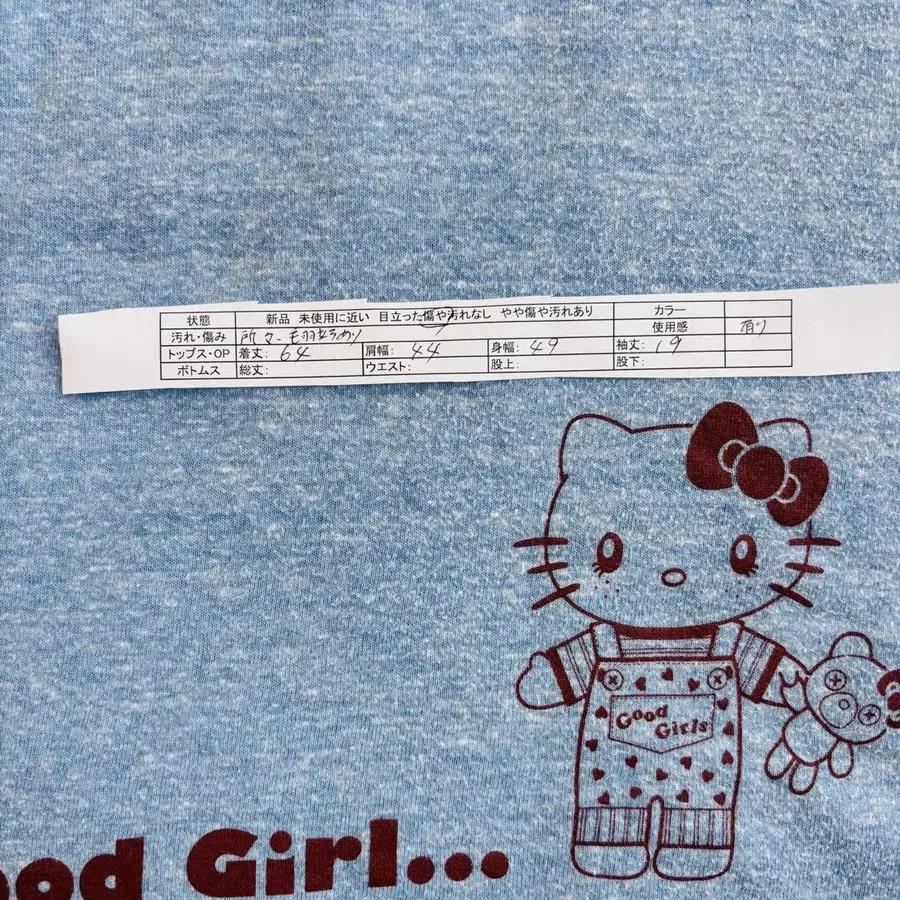 状態 新品 未使用に近い 目立った傷や汚れなし やや傷や汚れあり カラー
汚れ・傷み 所々毛羽立ちあり 使用感 有り
トップス・OP 着丈: 64 肩幅: 44 身幅: 49 袖丈: 19
ボトムス 総丈: ウエスト: 股上: 股下:
Good
Girls
ood Girl...